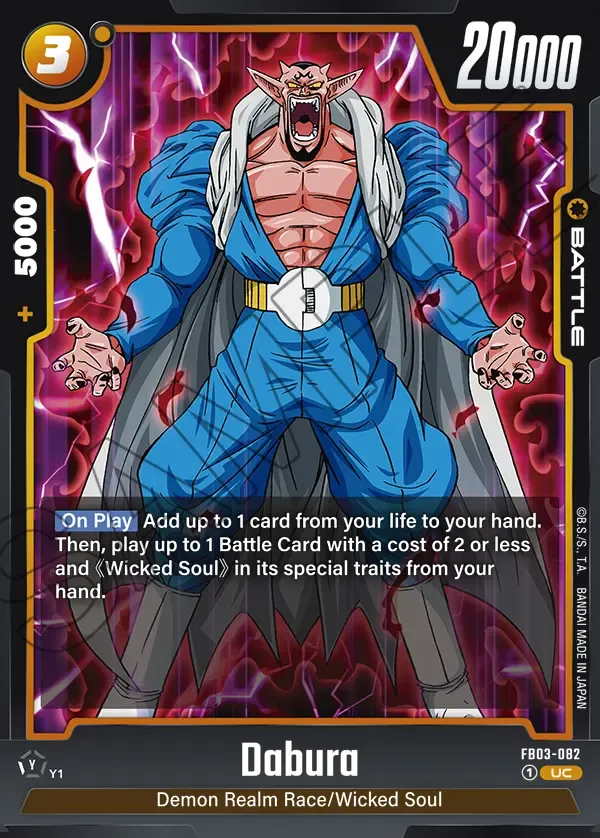 3
20000
+ 5000
BATTLE
On Play Add up to 1 card from your life to your hand.
Then, play up to 1 Battle Card with a cost of 2 or less
and 《Wicked Soul》 in its special traits from your
hand.
©B.S./S., T.A. BANDAI MADE IN JAPAN
Dabura
FB03-082
Y Y1
1 UC
Demon Realm Race/Wicked Soul